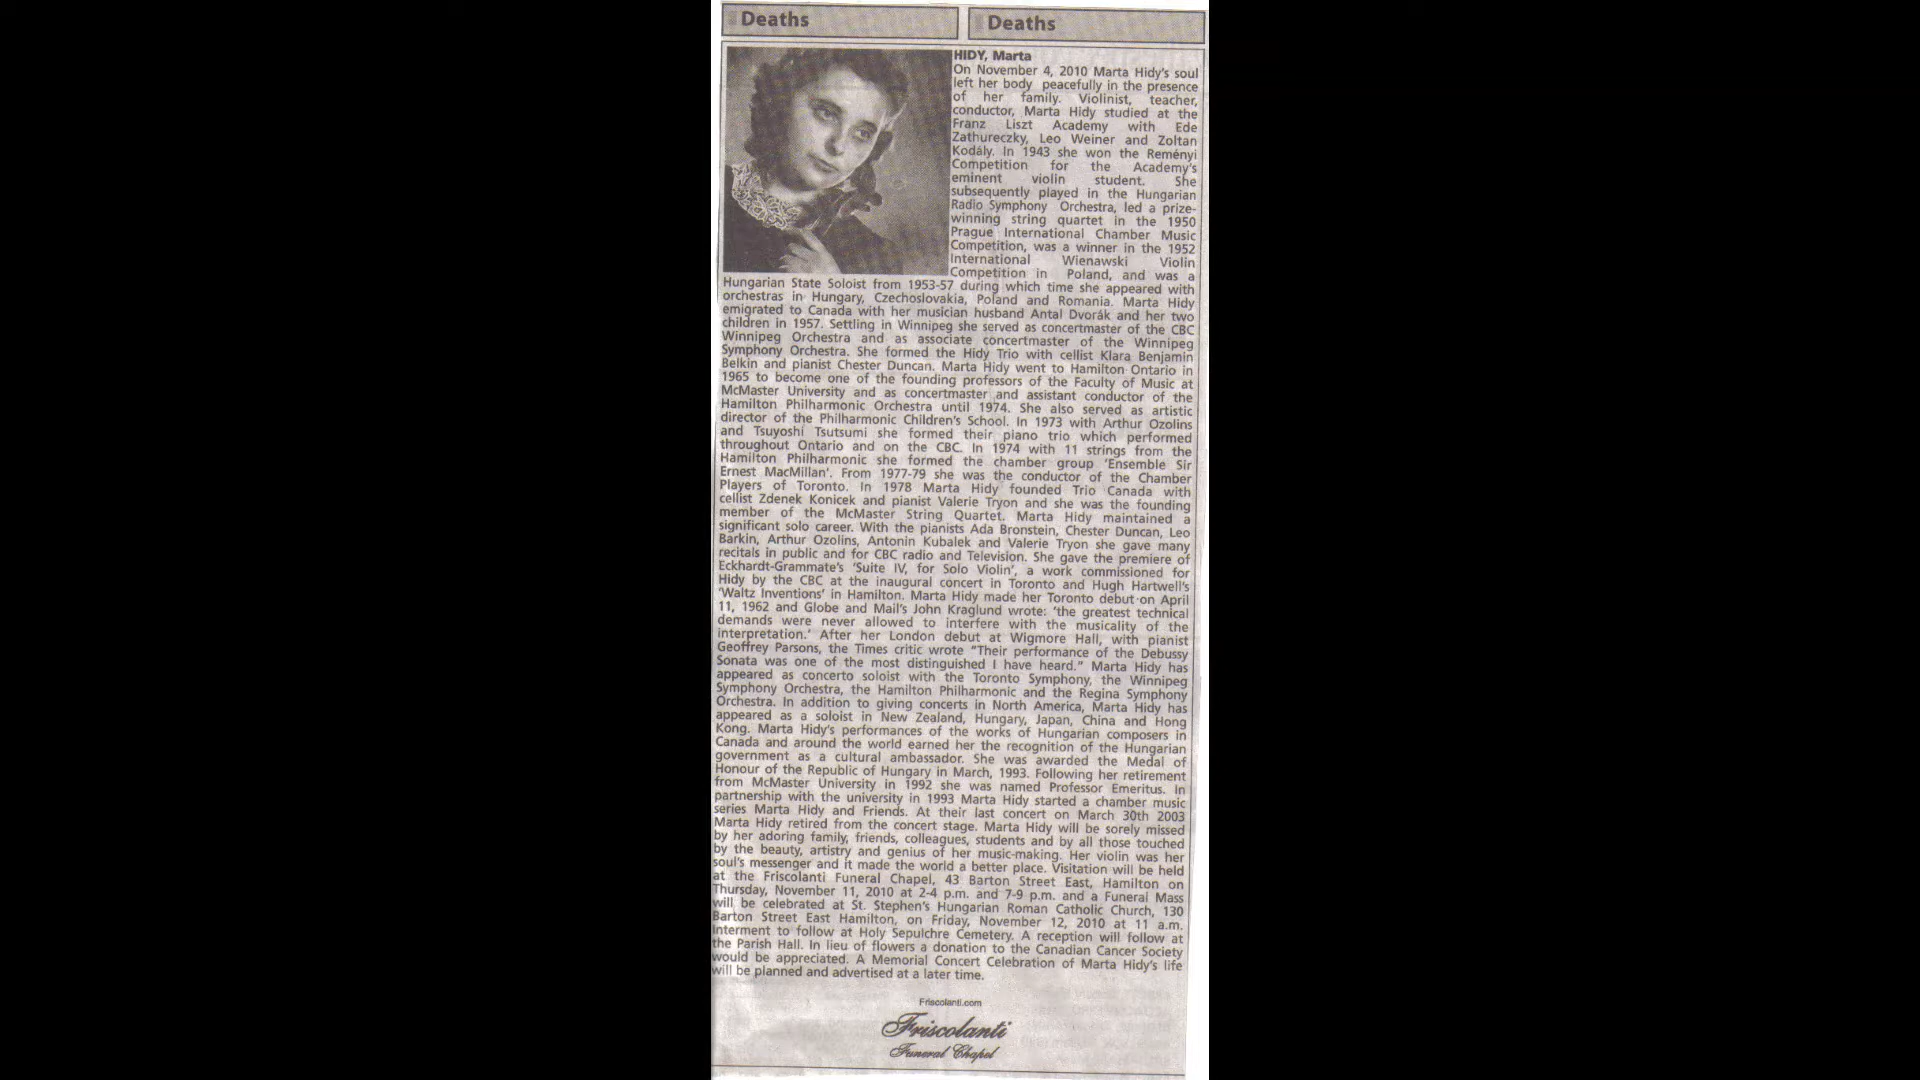 Deaths
Deaths
HIDY, Marta
On November 4, 2010 Marta Hidy's soul
left her body peacefully in the presence
of her family. Violinist, teacher,
conductor, Marta Hidy studied at the
Franz Liszt Academy with Ede
Zathureczky, Leo Weiner and Zoltan
Kodály. In 1943 she won the Reményi
Competition for the Academy's
eminent violin student. She
subsequently played in the Hungarian
Radio Symphony Orchestra, led a prize-
winning string quartet in the 1950
Prague International Chamber Music
Competition, was a winner in the 1952
International Wienawski Violin
Competition in Poland, and was a
Hungarian State Soloist from 1953-57 during which time she appeared with
orchestras in Hungary, Czechoslovakia, Poland and Romania. Marta Hidy
emigrated to Canada with her musician husband Antal Dvorák and her two
children in 1957. Settling in Winnipeg she served as concertmaster of the CBC
Winnipeg Orchestra and as associate concertmaster of the Winnipeg
Symphony Orchestra. She formed the Hidy Trio with cellist Klara Benjamin
Belkin and pianist Chester Duncan. Marta Hidy went to Hamilton Ontario in
1965 to become one of the founding professors of the Faculty of Music at
McMaster University and as concertmaster and assistant conductor of the
Hamilton Philharmonic Orchestra until 1974. She also served as artistic
director of the Philharmonic Children's School. In 1973 with Arthur Ozolins
and Tsuyoshi Tsutsumi she formed their piano trio which performed
throughout Ontario and on the CBC. In 1974 with 11 strings from the
Hamilton Philharmonic she formed the chamber group 'Ensemble Sir
Ernest MacMillan'. From 1977-79 she was the conductor of the Chamber
Players of Toronto. In 1978 Marta Hidy founded Trio Canada with
cellist Zdenek Konicek and pianist Valerie Tryon and she was the founding
member of the McMaster String Quartet. Marta Hidy maintained a
significant solo career. With the pianists Ada Bronstein, Chester Duncan, Leo
Barkin, Arthur Ozolins, Antonin Kubalek and Valerie Tryon she gave many
recitals in public and for CBC radio and Television. She gave the premiere of
Eckhardt-Grammate's 'Suite IV, for Solo Violin', a work commissioned for
Hidy by the CBC at the inaugural concert in Toronto and Hugh Hartwell's
'Waltz Inventions' in Hamilton. Marta Hidy made her Toronto debut on April
11, 1962 and Globe and Mail's John Kraglund wrote: 'the greatest technical
demands were never allowed to interfere with the musicality of the
interpretation.' After her London debut at Wigmore Hall, with pianist
Geoffrey Parsons, the Times critic wrote "Their performance of the Debussy
Sonata was one of the most distinguished I have heard." Marta Hidy has
appeared as concerto soloist with the Toronto Symphony, the Winnipeg
Symphony Orchestra, the Hamilton Philharmonic and the Regina Symphony
Orchestra. In addition to giving concerts in North America, Marta Hidy has
appeared as a soloist in New Zealand, Hungary, Japan, China and Hong
Kong. Marta Hidy's performances of the works of Hungarian composers in
Canada and around the world earned her the recognition of the Hungarian
government as a cultural ambassador. She was awarded the Medal of
Honour of the Republic of Hungary in March, 1993. Following her retirement
from McMaster University in 1992 she was named Professor Emeritus. In
partnership with the university in 1993 Marta Hidy started a chamber music
series Marta Hidy and Friends. At their last concert on March 30th 2003
Marta Hidy retired from the concert stage. Marta Hidy will be sorely missed
by her adoring family, friends, colleagues, students and by all those touched
by the beauty, artistry and genius of her music-making. Her violin was her
soul's messenger and it made the world a better place. Visitation will be held
at the Friscolanti Funeral Chapel, 43 Barton Street East, Hamilton on
Thursday, November 11, 2010 at 2-4 p.m. and 7-9 p.m. and a Funeral Mass
will be celebrated at St. Stephen's Hungarian Roman Catholic Church, 130
Barton Street East Hamilton, on Friday, November 12, 2010 at 11 a.m.
Interment to follow at Holy Sepulchre Cemetery. A reception will follow at
the Parish Hall. In lieu of flowers a donation to the Canadian Cancer Society
would be appreciated. A Memorial Concert Celebration of Marta Hidy's life
will be planned and advertised at a later time.
Friscolanti.com
Friscolanti
Funeral Chapel